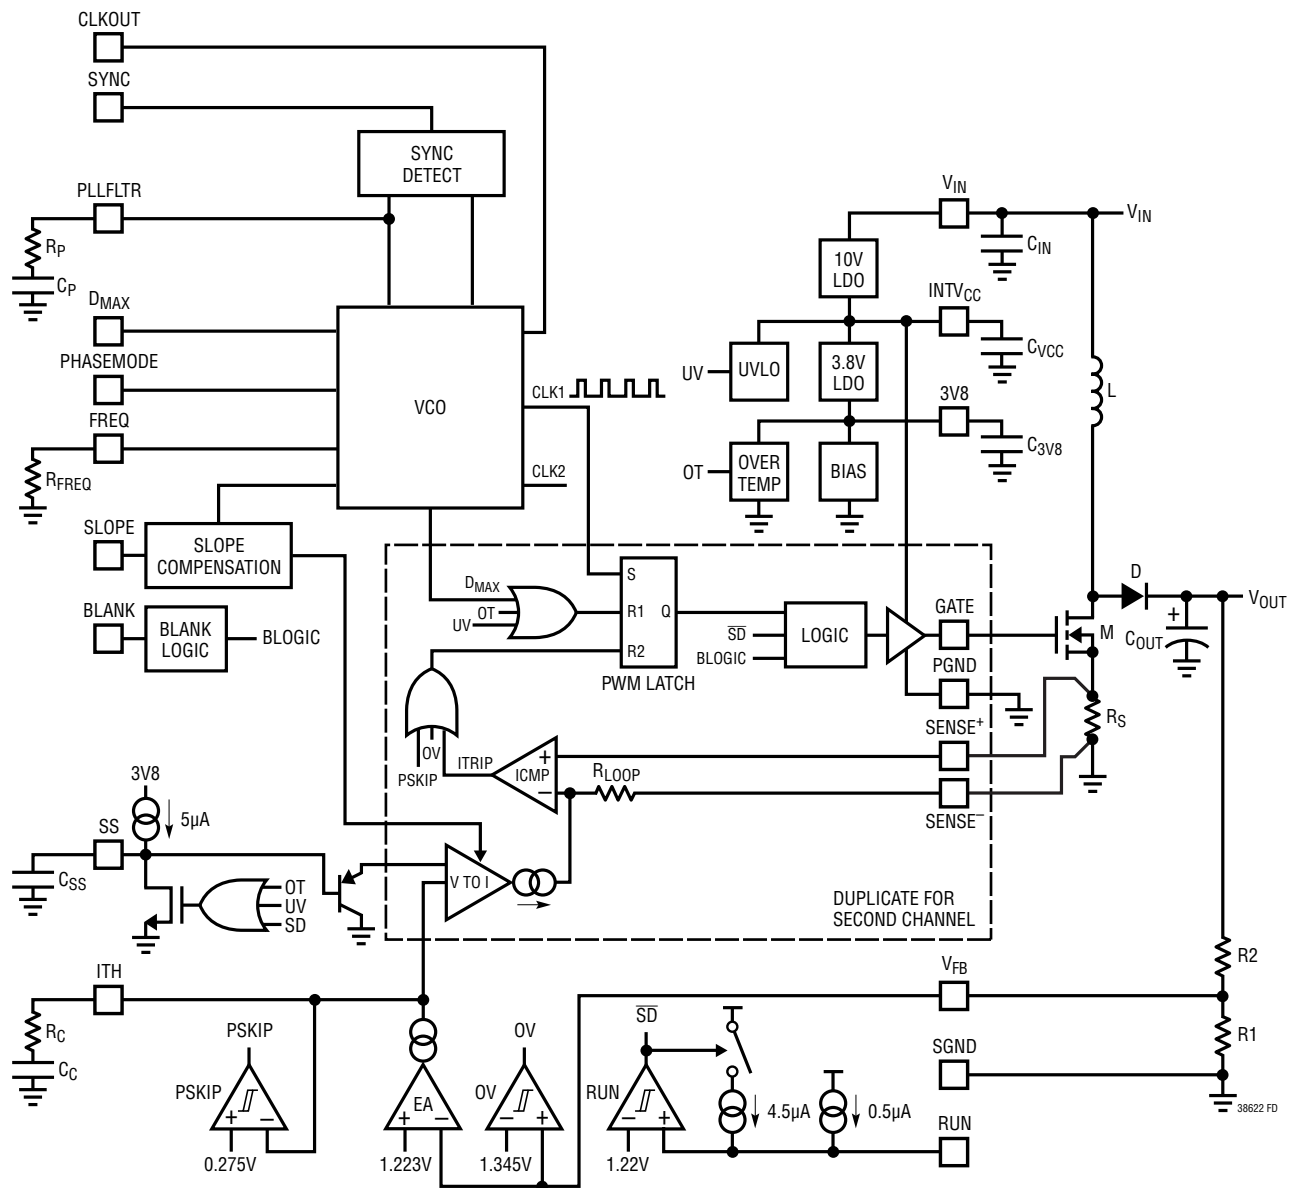 CLKOUT
SYNC
SYNC
DETECT
PLLFLTR
RP
CP
DMAX
PHASEMODE
FREQ
RFREQ
VCO
CLK1
CLK2
SLOPE
SLOPE
COMPENSATION
BLANK
BLANK
LOGIC
BLOGIC
VIN
VIN
CIN
10V
LDO
INTVCC
CVCC
UV
UVLO
3.8V
LDO
3V8
C3V8
OT
OVER
TEMP
BIAS
L
D
VOUT
COUT
+
M
RS
DMAX
OT
UV
S
R1
Q
R2
PWM LATCH
SD
BLOGIC
LOGIC
GATE
PGND
SENSE+
SENSE–
PSKIP
OV
ITRIP
ICMP
+
–
RLOOP
V TO I
DUPLICATE FOR
SECOND CHANNEL
3V8
5µA
SS
CSS
OT
UV
SD
ITH
RC
CC
PSKIP
PSKIP
+
–
0.275V
EA
+
–
1.223V
OV
OV
–
+
1.345V
SD
RUN
–
+
1.22V
4.5µA
0.5µA
VFB
SGND
RUN
R2
R1
38622 FD